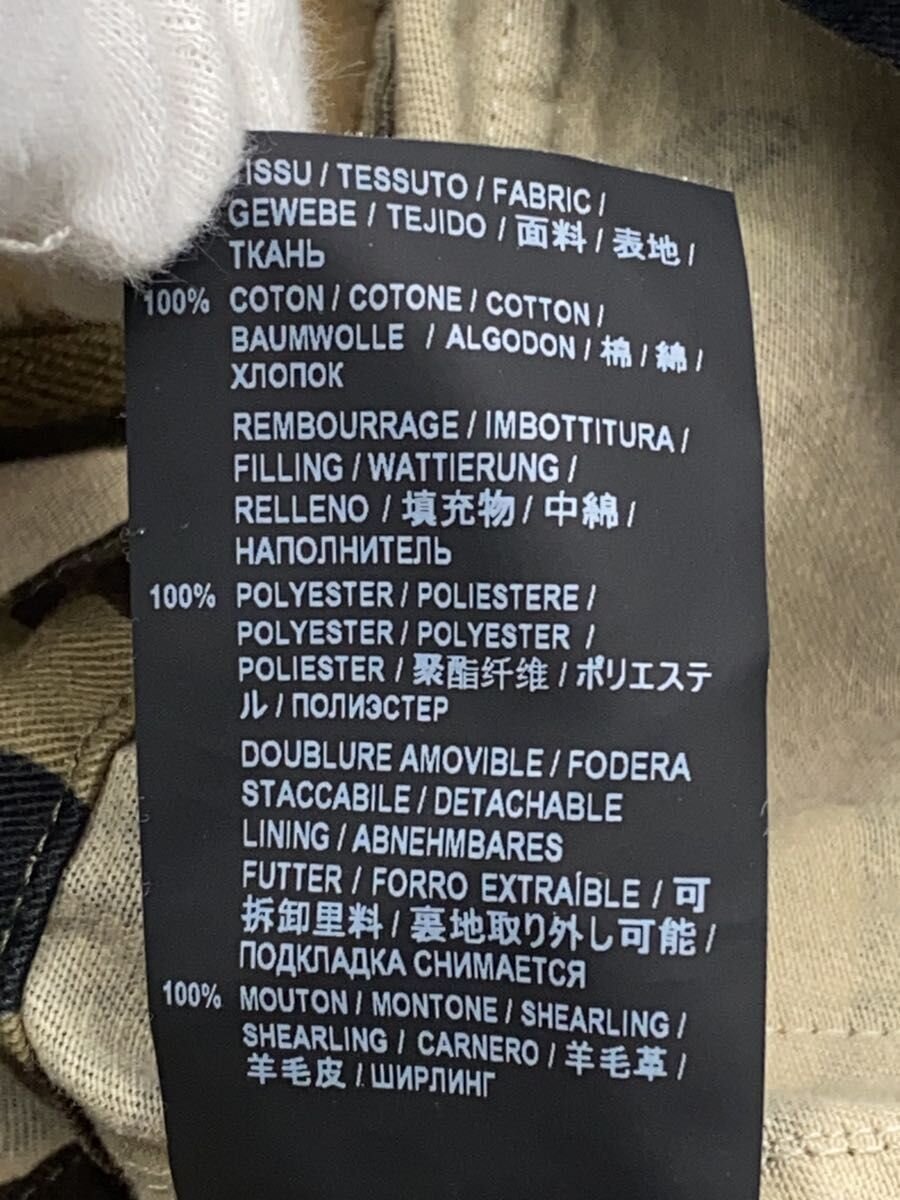 TISSU / TESSUTO / FABRIC /
GEWEBE / TEJIDO / 面料 / 表地 /
ТКАНЬ
100% COTON / COTONE / COTTON /
BAUMWOLLE / ALGODON / 棉 / 綿 /
ХЛОПОК
REMBOURRAGE / IMBOTTITURA /
FILLING / WATTIERUNG /
RELLENO / 填充物 / 中綿 /
НАПОЛНИТЕЛЬ
100% POLYESTER / POLIESTERE /
POLYESTER / POLYESTER /
POLIESTER / 聚酯纤维 / ポリエステ
ル / ПОЛИЭСТЕР
DOUBLURE AMOVIBLE / FODERA
STACCABILE / DETACHABLE
LINING / ABNEHMBARES
FUTTER / FORRO EXTRAÍBLE / 可
拆卸里料 / 裏地取り外し可能 /
ПОДКЛАДКА СНИМАЕТСЯ
100% MOUTON / MONTONE / SHEARLING /
SHEARLING / CARNERO / 羊毛革 /
羊毛皮 / ШИРЛИНГ